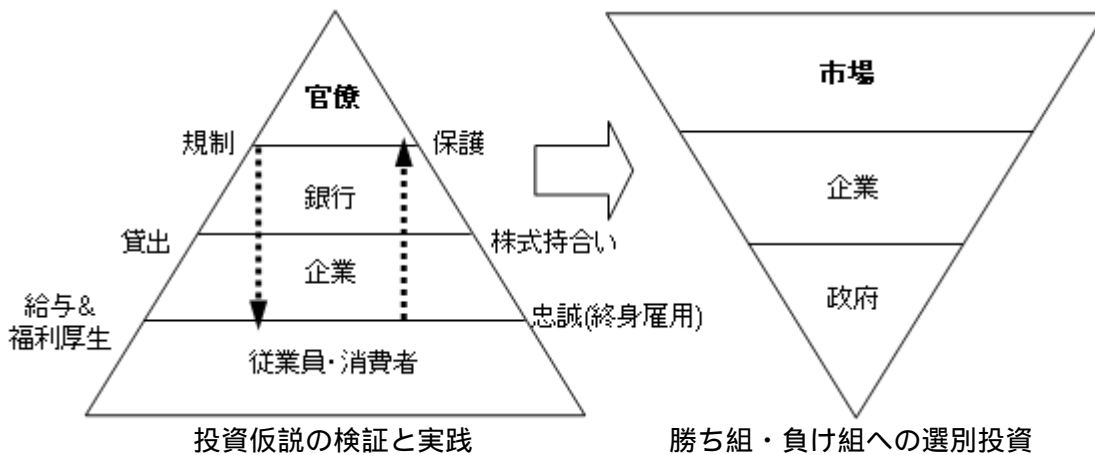 官僚
規制
保護
銀行
貸出
株式持合い
企業
給与&
福利厚生
忠誠(終身雇用)
従業員・消費者
投資仮説の検証と実践
市場
企業
政府
勝ち組・負け組への選別投資